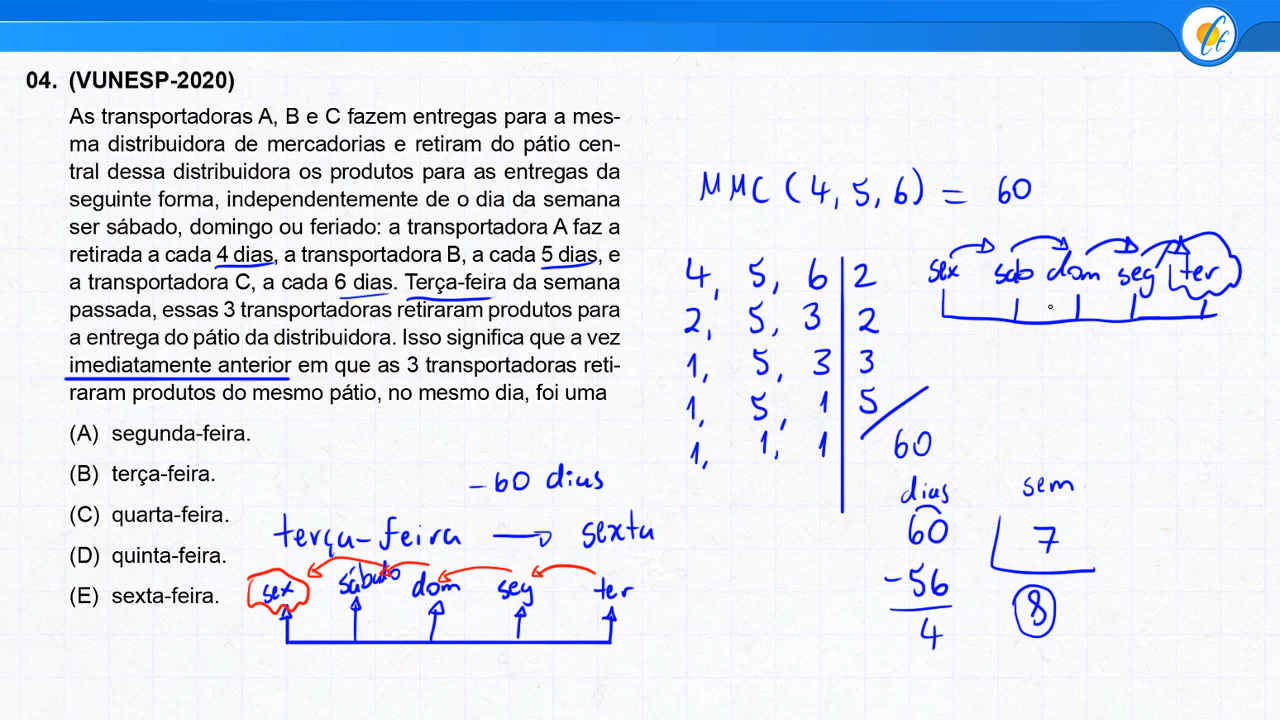 04. (VUNESP-2020)
As transportadoras A, B e C fazem entregas para a mes-
ma distribuidora de mercadorias e retiram do pátio cen-
tral dessa distribuidora os produtos para as entregas da
seguinte forma, independentemente de o dia da semana
ser sábado, domingo ou feriado: a transportadora A faz a
retirada a cada 4 dias, a transportadora B, a cada 5 dias, e
a transportadora C, a cada 6 dias. Terça-feira da semana
passada, essas 3 transportadoras retiraram produtos para
a entrega do pátio da distribuidora. Isso significa que a vez
imediatamente anterior em que as 3 transportadoras reti-
raram produtos do mesmo pátio, no mesmo dia, foi uma
(A) segunda-feira.
(B) terça-feira.
(C) quarta-feira.
(D) quinta-feira.
(E) sexta-feira.
- 60 dias
terça-feira → sexta
sex sábado dom seg ter
MMC (4, 5, 6) = 60
4, 5, 6 | 2
2, 5, 3 | 2
1, 5, 3 | 3
1, 5, 1 | 5
1, 1, 1 60
sex sab dom seg ter
dias sem
60 7
-56 8
4
CE